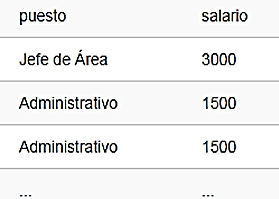 puesto salario
Jefe de Área 3000
Administrativo 1500
Administrativo 1500
... ...